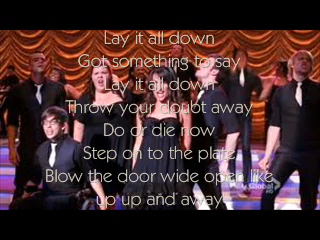 Lay it all down
Got something to say
Lay it all down
Throw your doubt away
Do or die now
Step on to the plate
Blow the door wide open like
up up and away
Global